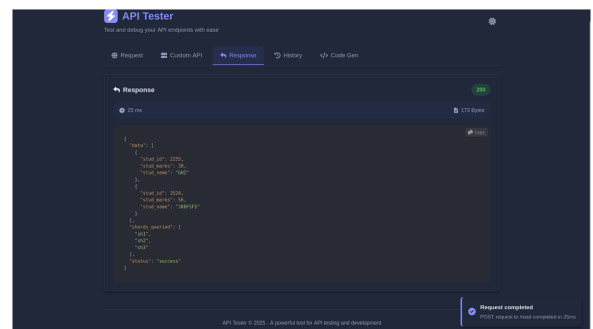 API Tester
Test and debug your API endpoints with ease
Request Custom API Response History </> Code Gen
Response 200
25 ms 173 Bytes
Copy
{
"data": [
{
"stud_id": 2255,
"stud_marks": 30,
"stud_name": "GHI"
},
{
"stud_id": 3524,
"stud_marks": 56,
"stud_name": "JKBFSFS"
}
],
"shards_queried": [
"sh1",
"sh2",
"sh3"
],
"status": "success"
}
Request completed
POST request to /read completed in 25ms
API Tester © 2025 · A powerful tool for API testing and development